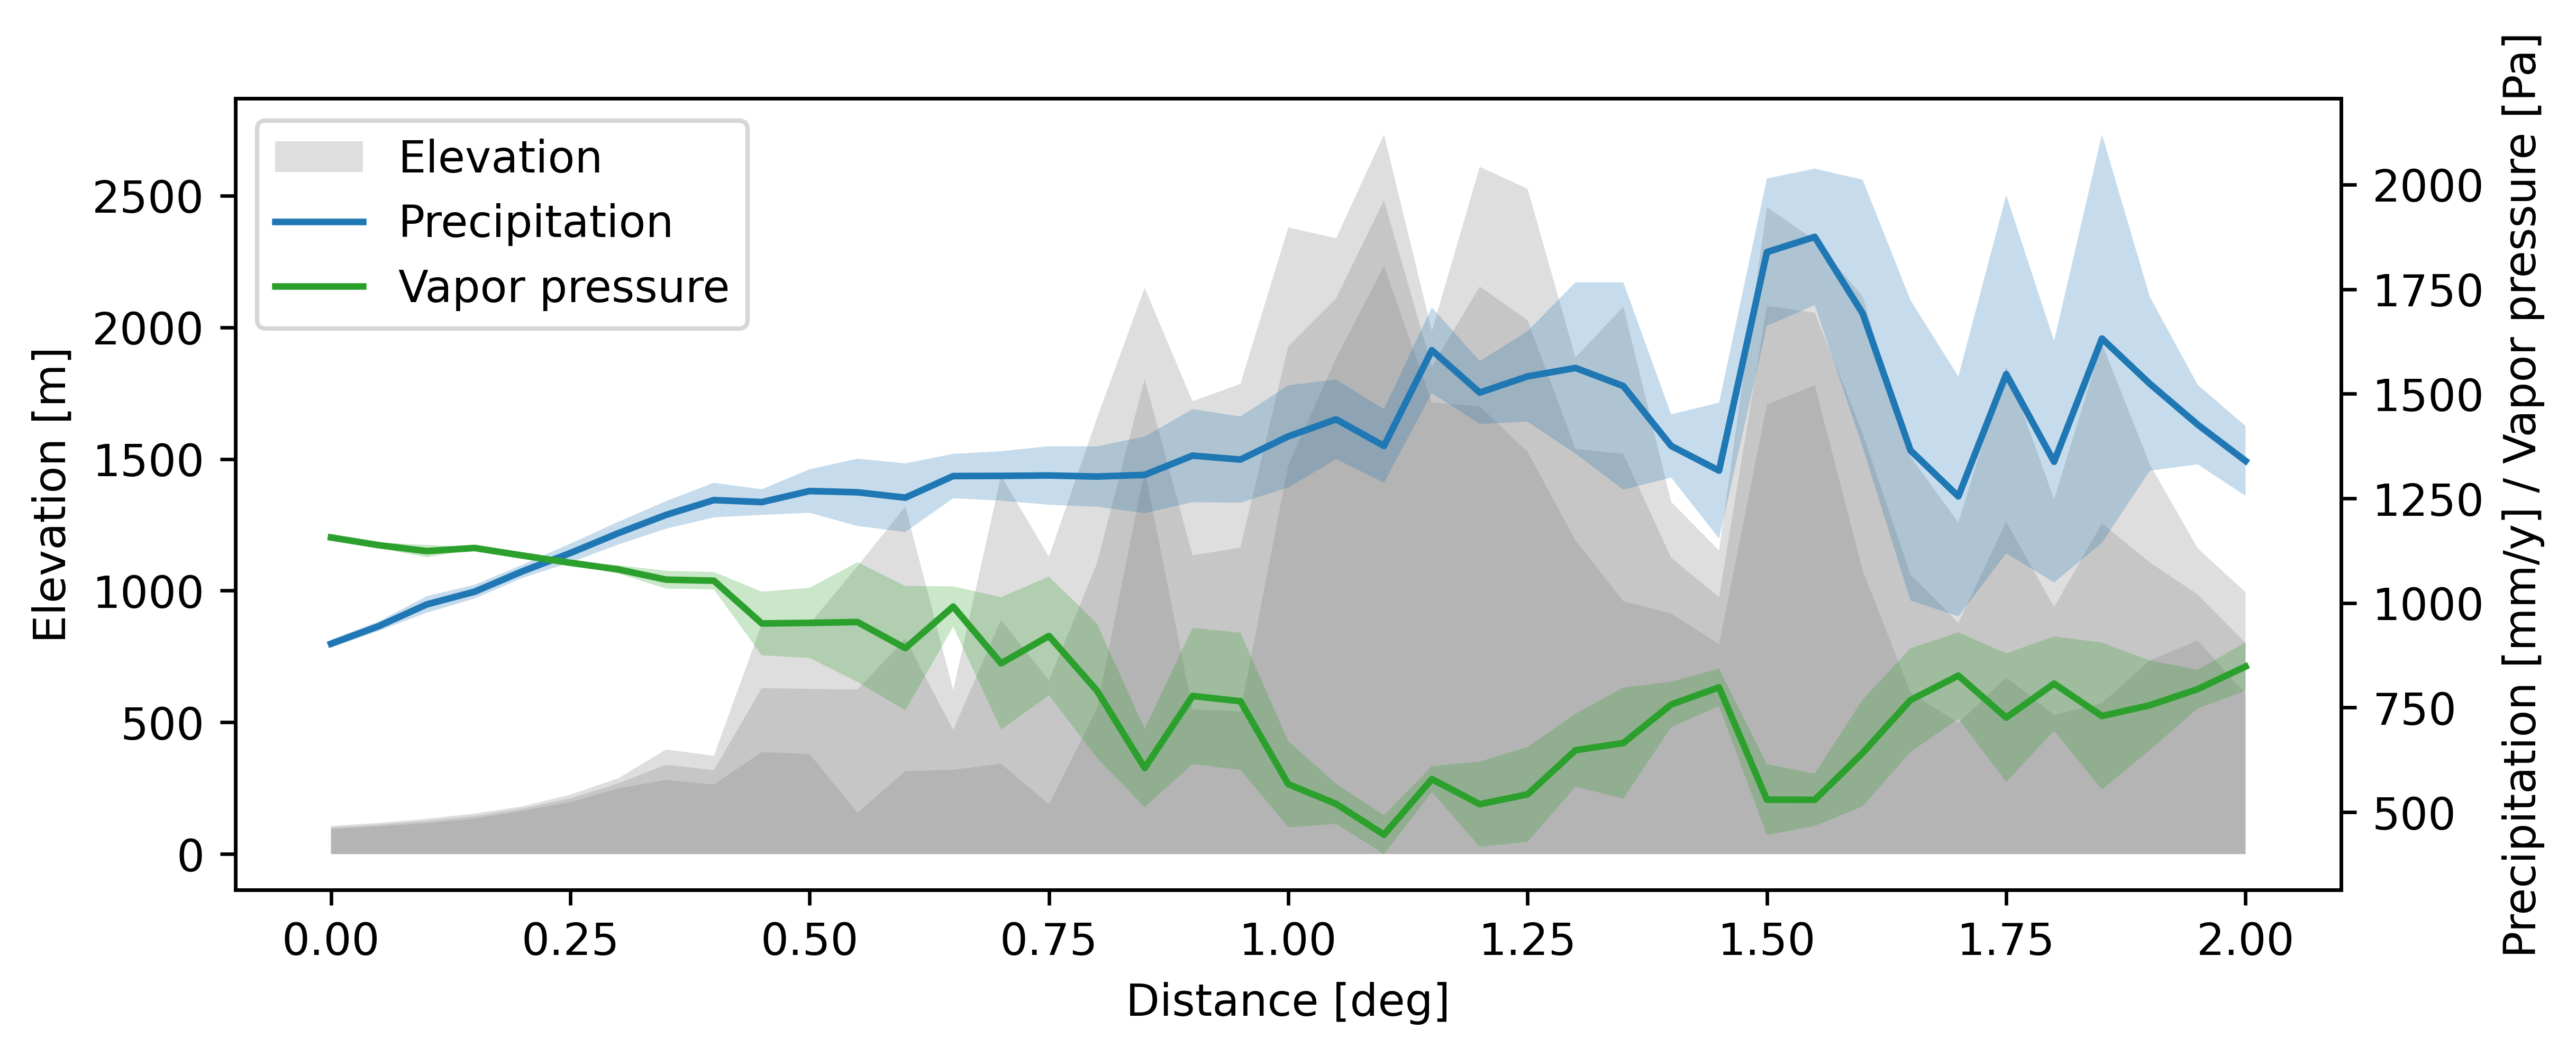 Elevation
Precipitation
Vapor pressure
Elevation [m]
2500
2000
1500
1000
500
0
0.00 0.25 0.50 0.75 1.00 1.25 1.50 1.75 2.00
Distance [deg]
2000
1750
1500
1250
1000
750
500
Precipitation [mm/y] / Vapor pressure [Pa]